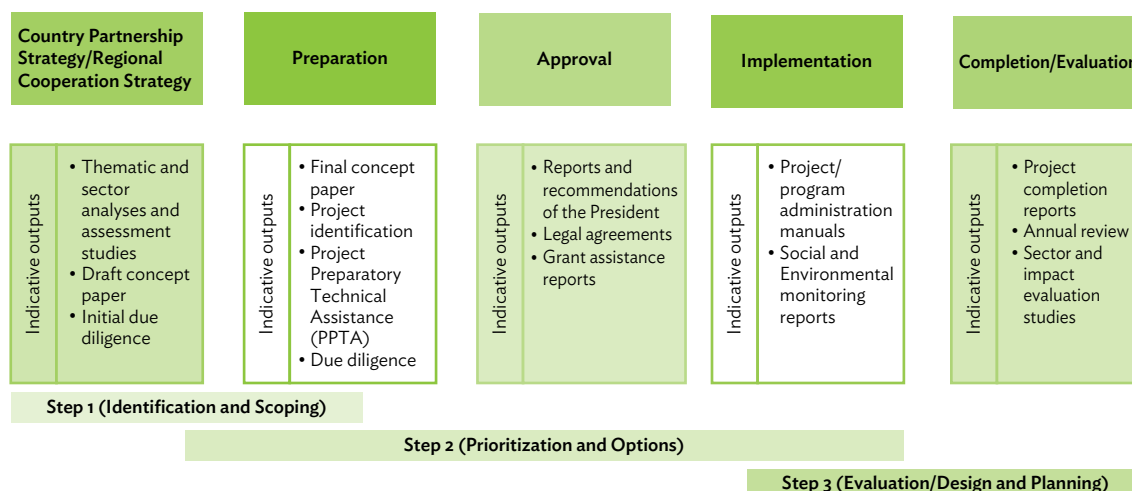 Country Partnership
Strategy/Regional
Cooperation Strategy
Preparation
Approval
Implementation
Completion/Evaluation
Indicative outputs
• Thematic and
sector
analyses and
assessment
studies
• Draft concept
paper
• Initial due
diligence
Indicative outputs
• Final concept
paper
• Project
identification
• Project
Preparatory
Technical
Assistance
(PPTA)
• Due diligence
Indicative outputs
• Reports and
recommendations
of the President
• Legal agreements
• Grant assistance
reports
Indicative outputs
• Project/
program
administration
manuals
• Social and
Environmental
monitoring
reports
Indicative outputs
• Project
completion
reports
• Annual review
• Sector and
impact
evaluation
studies
Step 1 (Identification and Scoping)
Step 2 (Prioritization and Options)
Step 3 (Evaluation/Design and Planning)